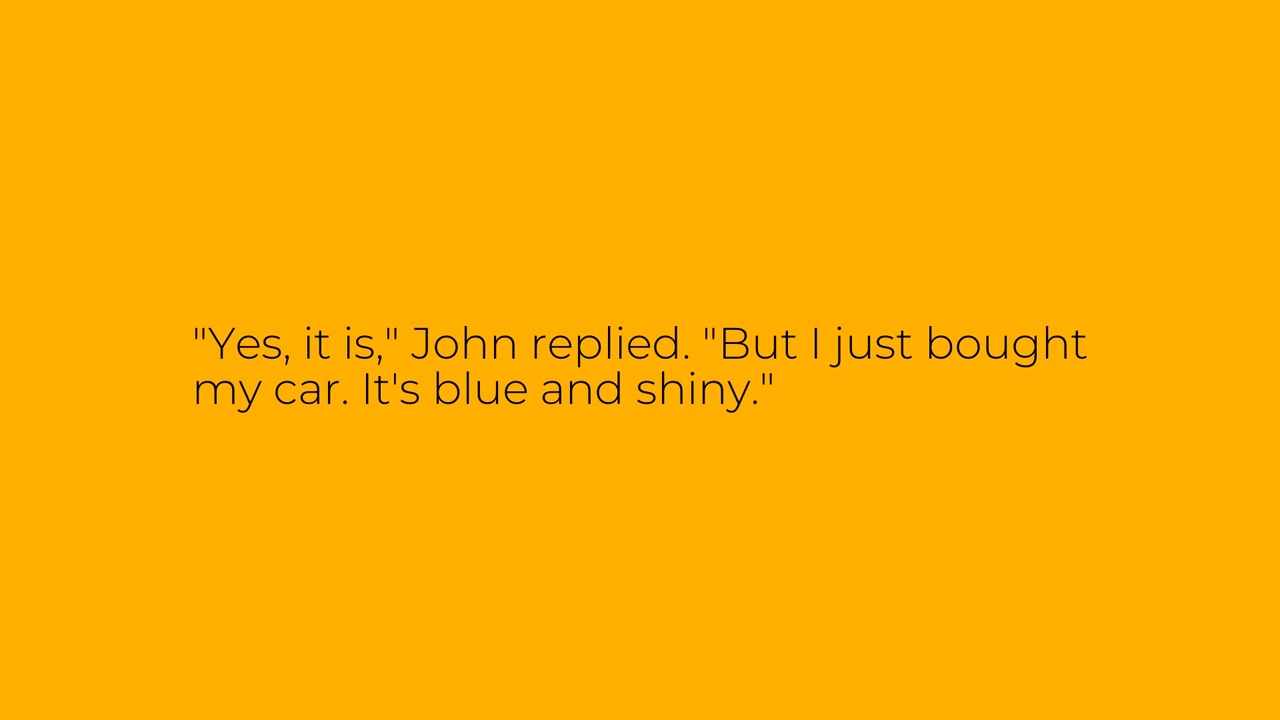 "Yes, it is," John replied. "But I just bought
my car. It's blue and shiny."